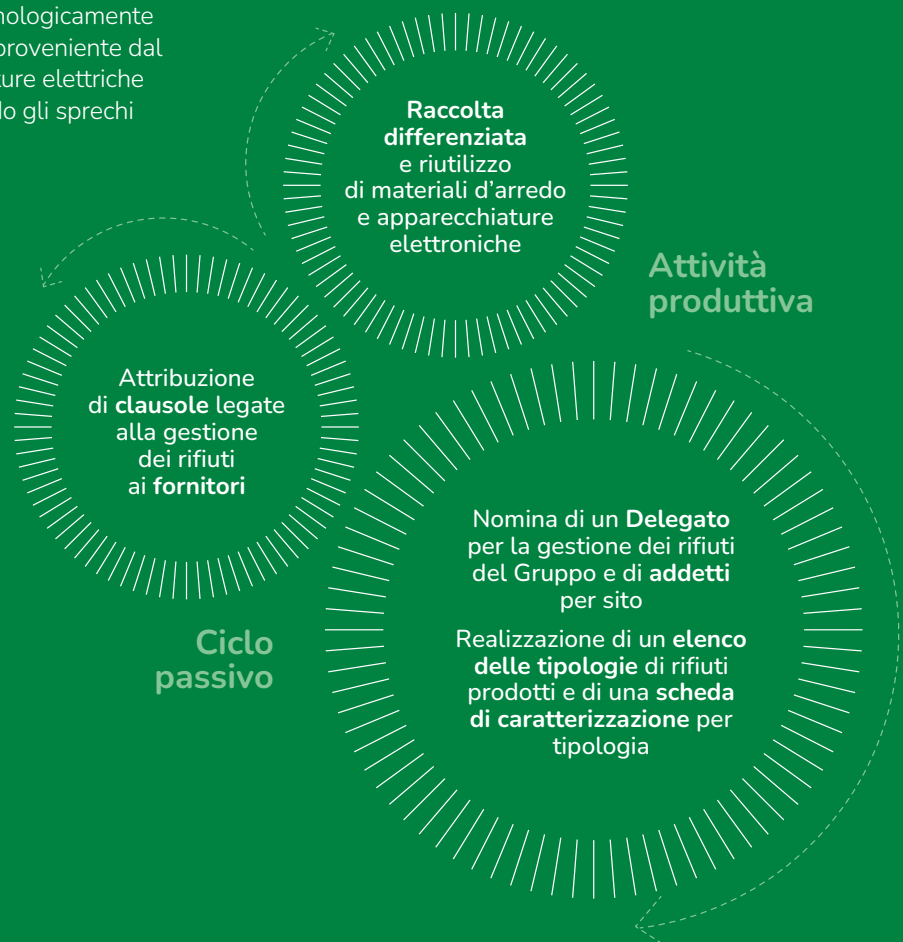 proveniente dal
elettriche
gli sprechi
Raccolta
differenziata
e riutilizzo
di materiali d’arredo
e apparecchiature
elettroniche
Attività
produttiva
Attribuzione
di clausole legate
alla gestione
dei rifiuti
ai fornitori
Ciclo
passivo
Nomina di un Delegato
per la gestione dei rifiuti
del Gruppo e di addetti
per sito
Realizzazione di un elenco
delle tipologie di rifiuti
prodotti e di una scheda
di caratterizzazione per
tipologia